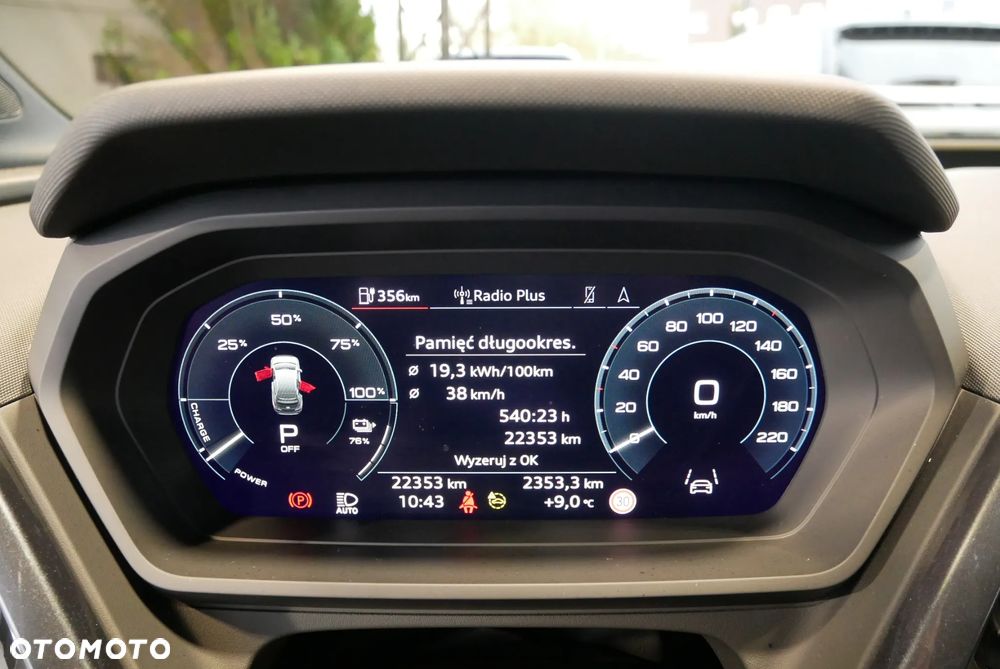 356km
Radio Plus
Pamięć długookres.
ø 19,3 kWh/100km
ø 38 km/h
540:23 h
22353 km
Wyzeruj z OK
22353 km 2353,3 km
10:43 +9,0 °C
30
25% 50% 75% 100%
CHARGE
POWER
P
OFF
76%
P
AUTO
0 20 40 60 80 100 120 140 160 180 220
0
km/h
OTOMOTO